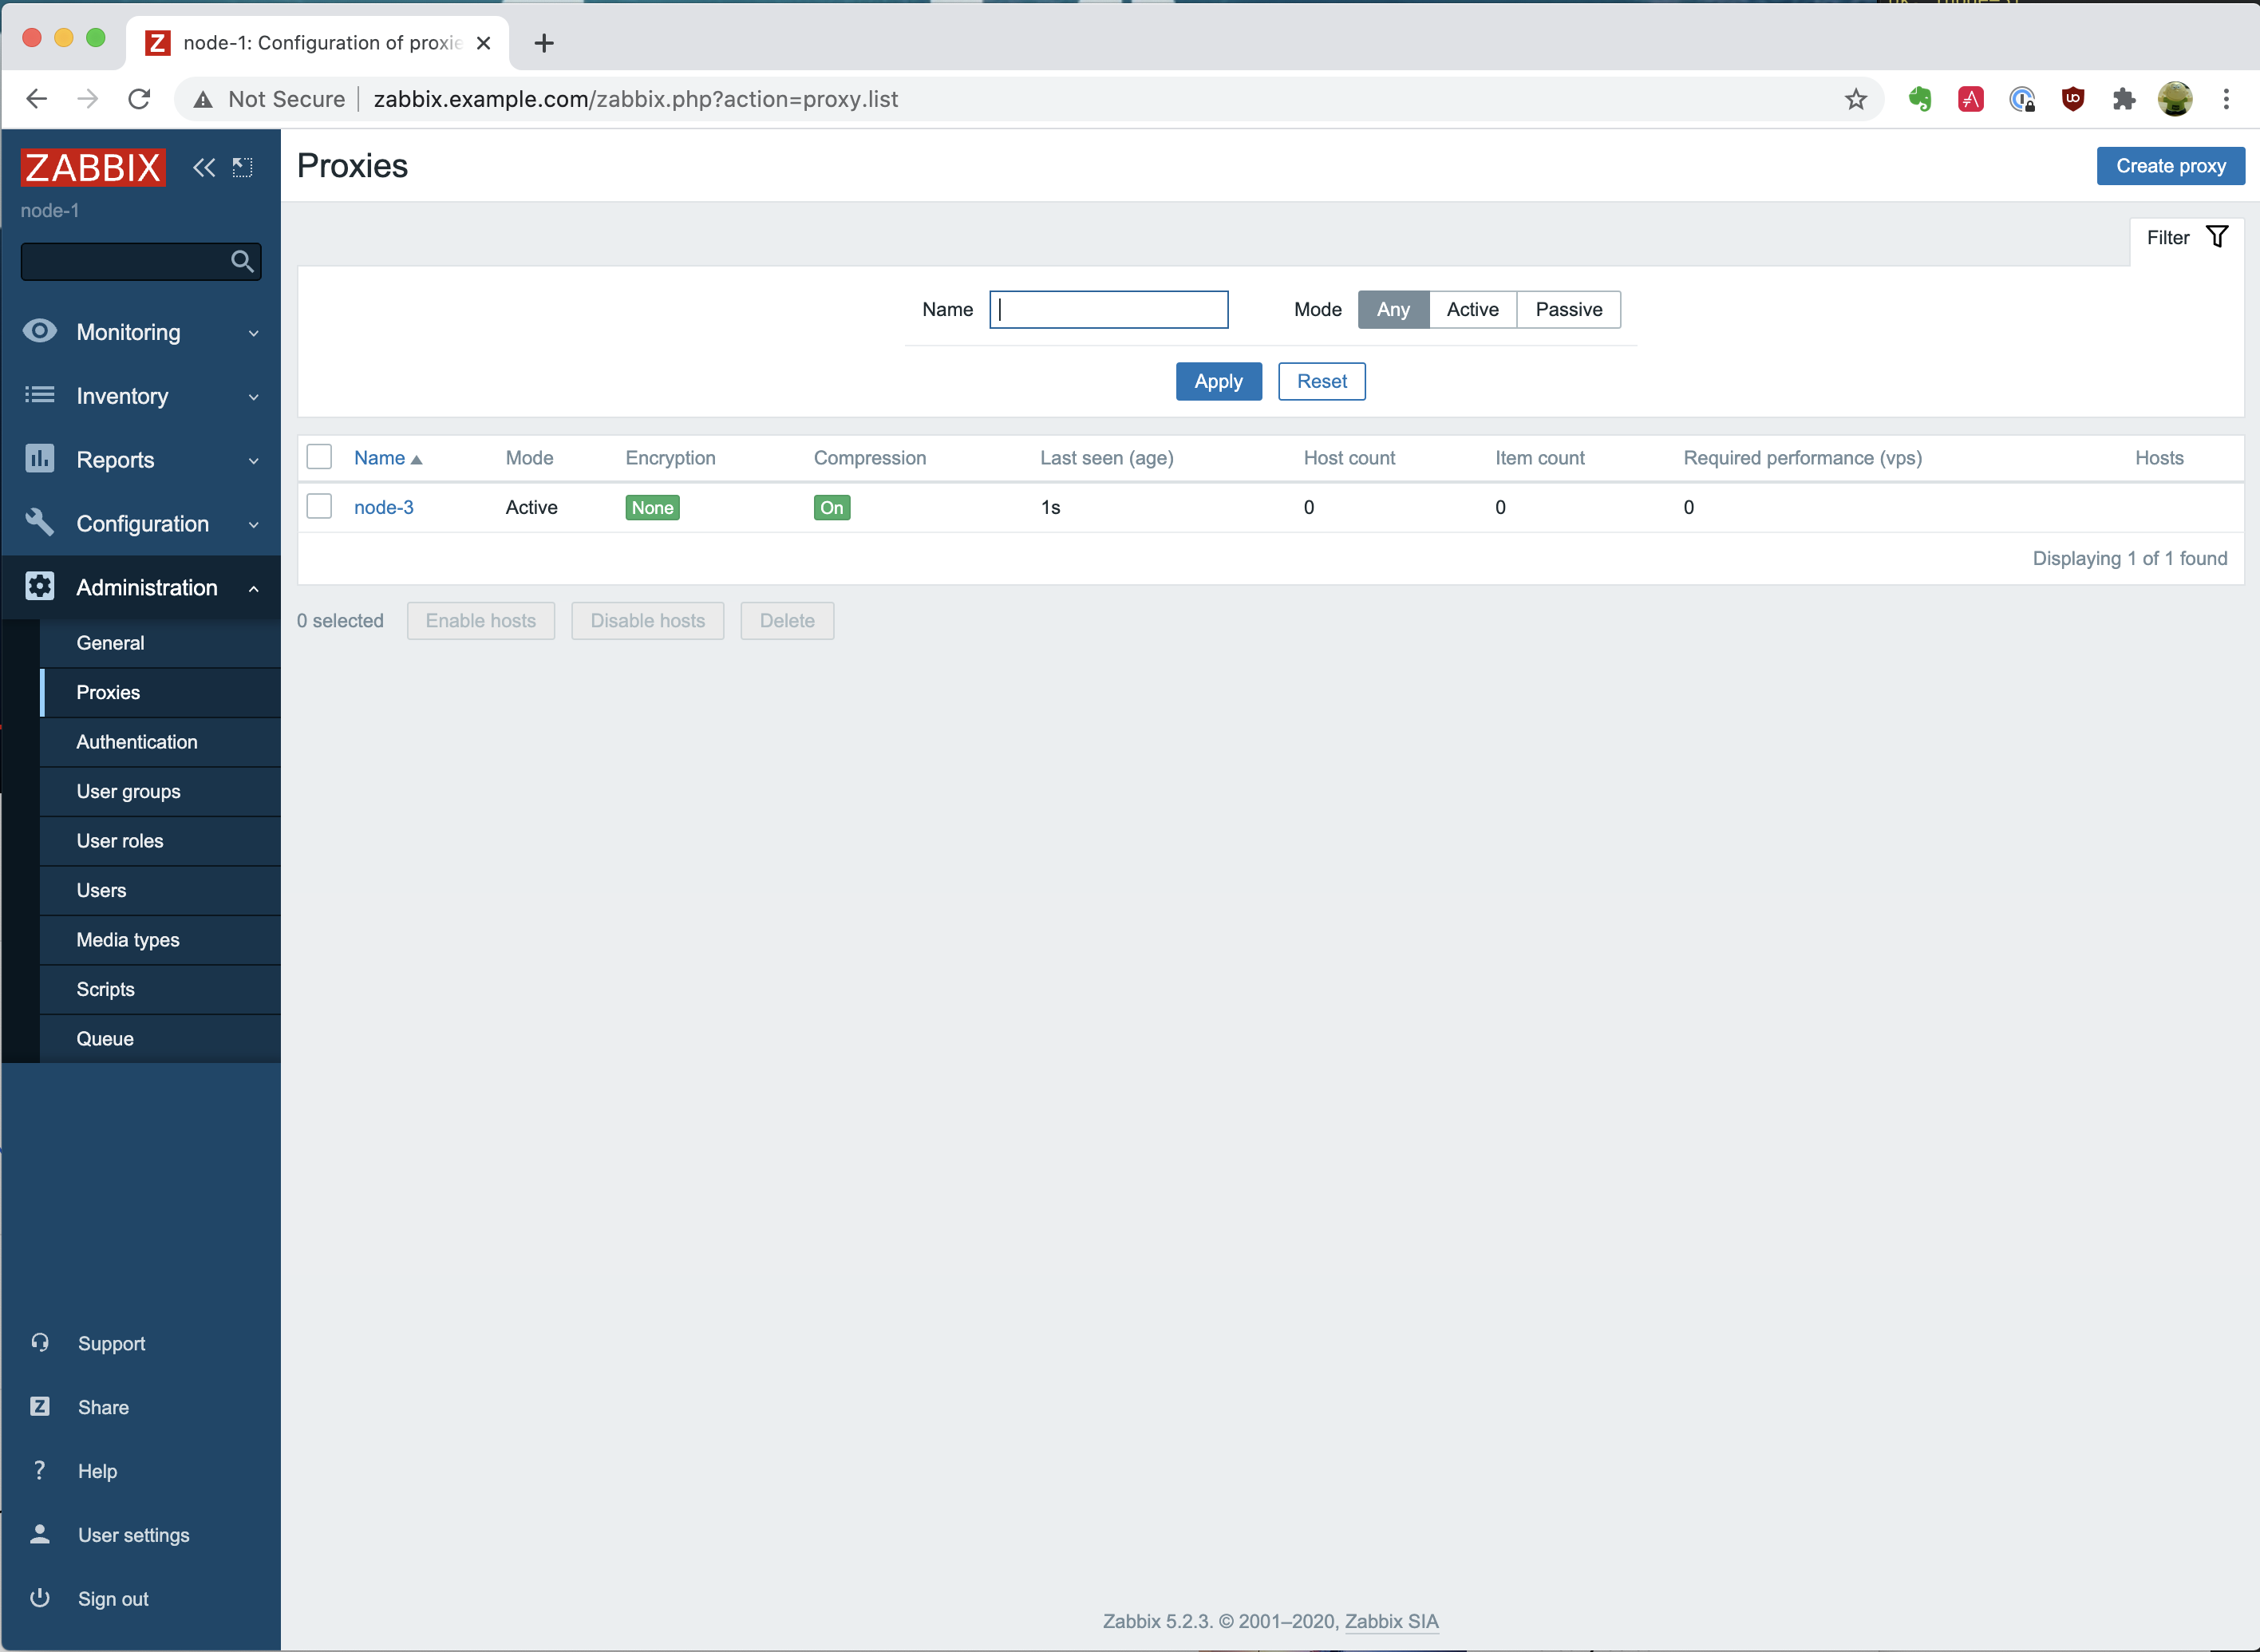 node-1: Configuration of proxie
Not Secure zabbix.example.com/zabbix.php?action=proxy.list
ZABBIX
node-1
Monitoring
Inventory
Reports
Configuration
Administration
General
Proxies
Authentication
User groups
User roles
Users
Media types
Scripts
Queue
Support
Share
Help
User settings
Sign out
Proxies
Create proxy
Filter
Name Mode Any Active Passive
Apply Reset
Name Mode Encryption Compression Last seen (age) Host count Item count Required performance (vps) Hosts
node-3 Active None On 1s 0 0 0
Displaying 1 of 1 found
0 selected Enable hosts Disable hosts Delete
Zabbix 5.2.3. © 2001–2020, Zabbix SIA